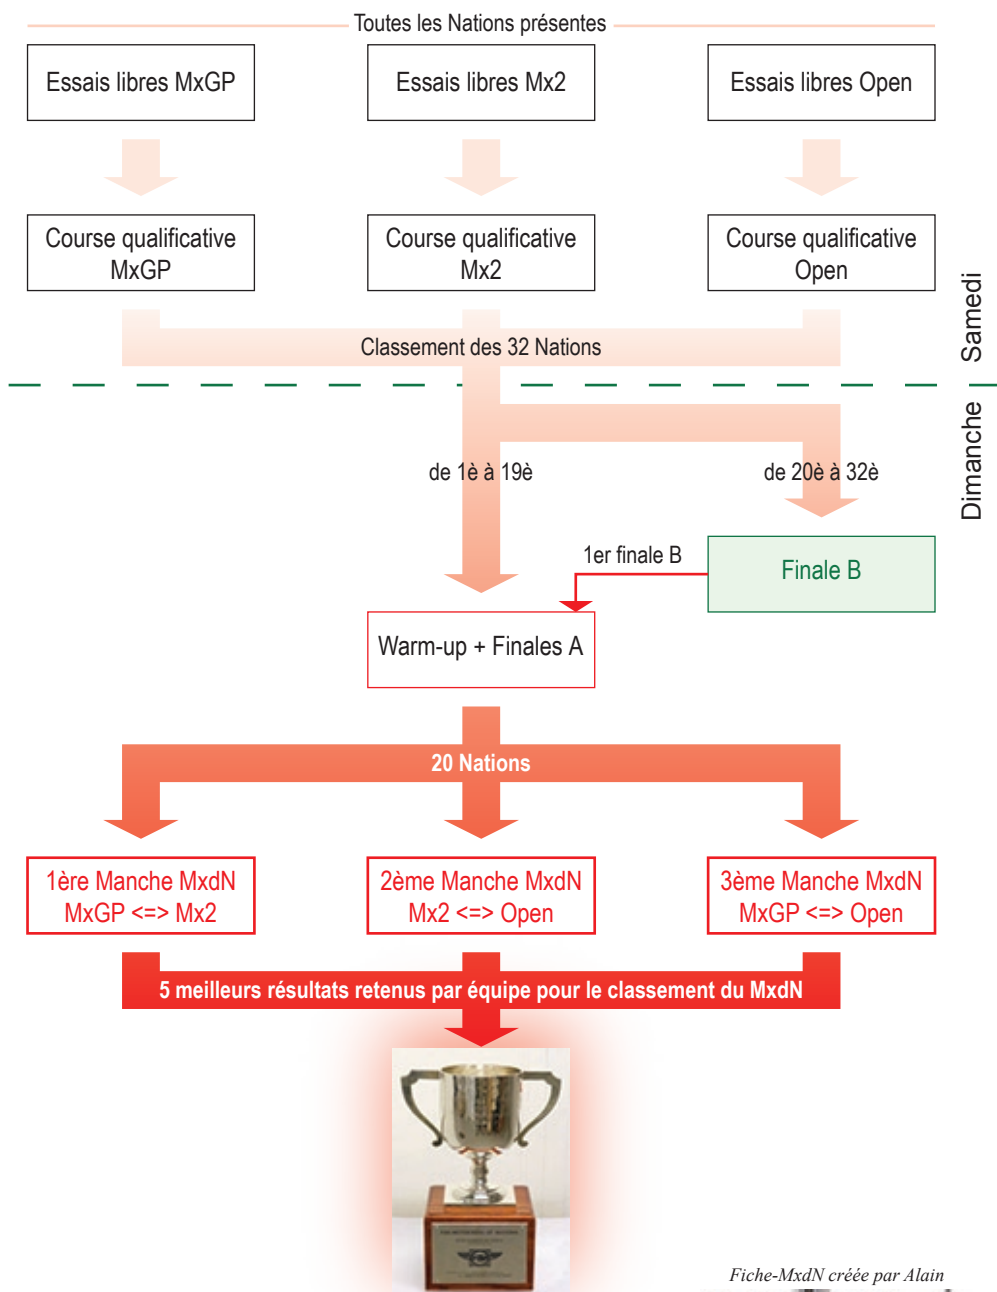 Toutes les Nations présentes
Essais libres MxGP
Essais libres Mx2
Essais libres Open
Course qualificative
MxGP
Course qualificative
Mx2
Course qualificative
Open
Classement des 32 Nations
Samedi
Dimanche
de 1è à 19è
de 20è à 32è
1er finale B
Finale B
Warm-up + Finales A
20 Nations
1ère Manche MxdN
MxGP <=> Mx2
2ème Manche MxdN
Mx2 <=> Open
3ème Manche MxdN
MxGP <=> Open
5 meilleurs résultats retenus par équipe pour le classement du MxdN
Fiche-MxdN créée par Alain